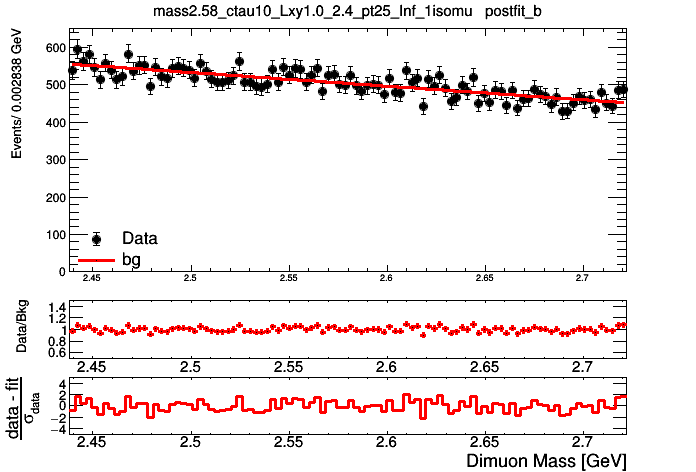 mass2.58_ctau10_Lxy1.0_2.4_pt25_Inf_1isomu postfit_b
Events/ 0.002838 GeV
600
500
400
300
200
100
0
Data
bg
2.45 2.5 2.55 2.6 2.65 2.7
Data/Bkg
1.4
1.2
1
0.8
0.6
2.45 2.5 2.55 2.6 2.65 2.7
data - fit
σdata
4
2
0
−2
−4
2.45 2.5 2.55 2.6 2.65 2.7
Dimuon Mass [GeV]